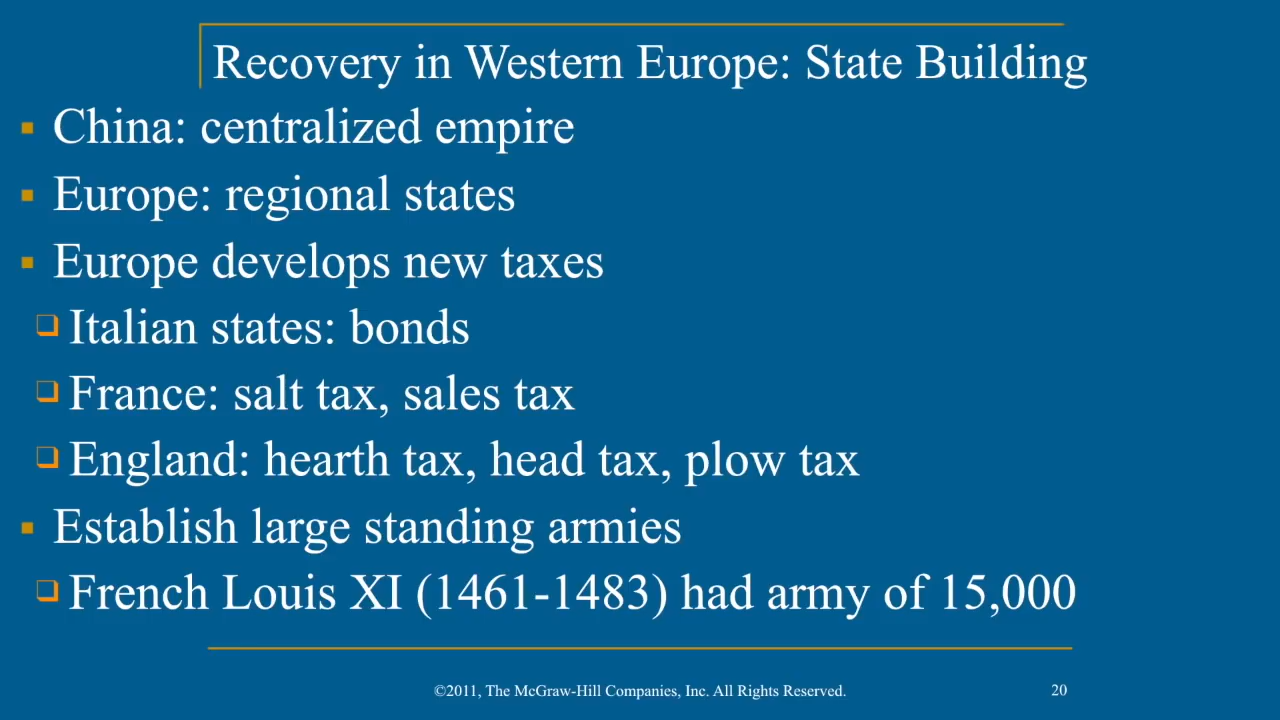 Recovery in Western Europe: State Building
China: centralized empire
Europe: regional states
Europe develops new taxes
Italian states: bonds
France: salt tax, sales tax
England: hearth tax, head tax, plow tax
Establish large standing armies
French Louis XI (1461-1483) had army of 15,000
©2011, The McGraw-Hill Companies, Inc. All Rights Reserved.
20